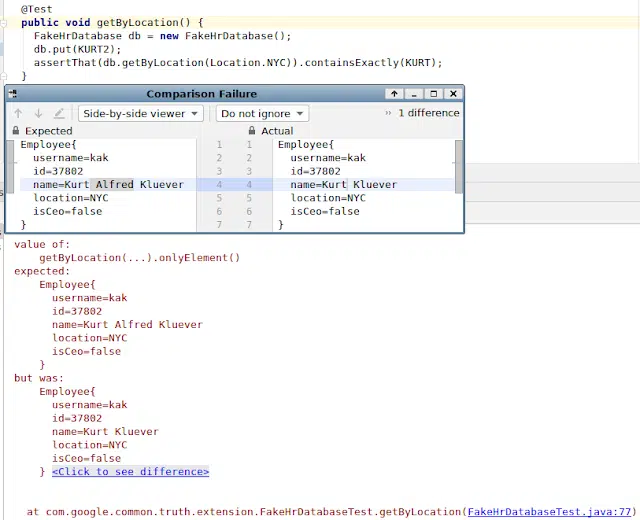 @Test
public void getByLocation() {
FakeHrDatabase db = new FakeHrDatabase();
db.put(KURT2);
assertThat(db.getByLocation(Location.NYC)).containsExactly(KURT);
}
Comparison Failure
Side-by-side viewer Do not ignore » 1 difference
Expected Actual
Employee{ 1 1 Employee{
username=kak 2 2 username=kak
id=37802 3 3 id=37802
name=Kurt Alfred Kluever 4 4 name=Kurt Kluever
location=NYC 5 5 location=NYC
isCeo=false 6 6 isCeo=false
} 7 7 }
value of:
getByLocation(...).onlyElement()
expected:
Employee{
username=kak
id=37802
name=Kurt Alfred Kluever
location=NYC
isCeo=false
}
but was:
Employee{
username=kak
id=37802
name=Kurt Kluever
location=NYC
isCeo=false
} <Click to see difference>
at com.google.common.truth.extension.FakeHrDatabaseTest.getByLocation(FakeHrDatabaseTest.java:77)